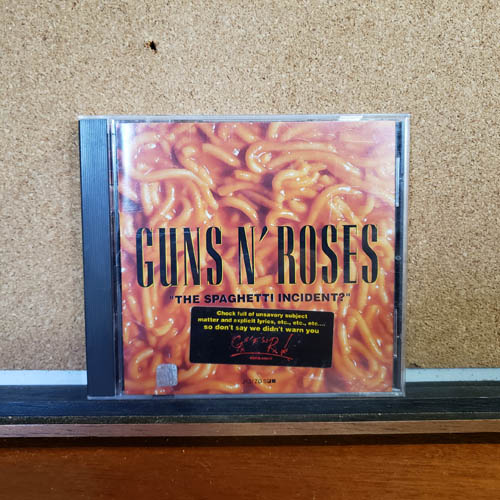 GUNS N' ROSES
"THE SPAGHETTI INCIDENT?"
Check full of unsavory subject
matter and explicit lyrics, etc., etc., etc....
so don't say we didn't warn you